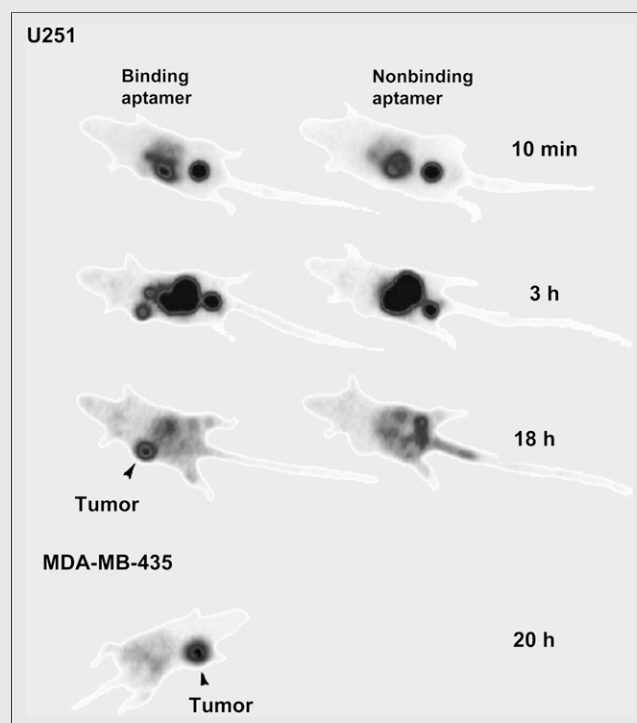 U251
Binding
aptamer
Nonbinding
aptamer
10 min
3 h
18 h
Tumor
MDA-MB-435
20 h
Tumor